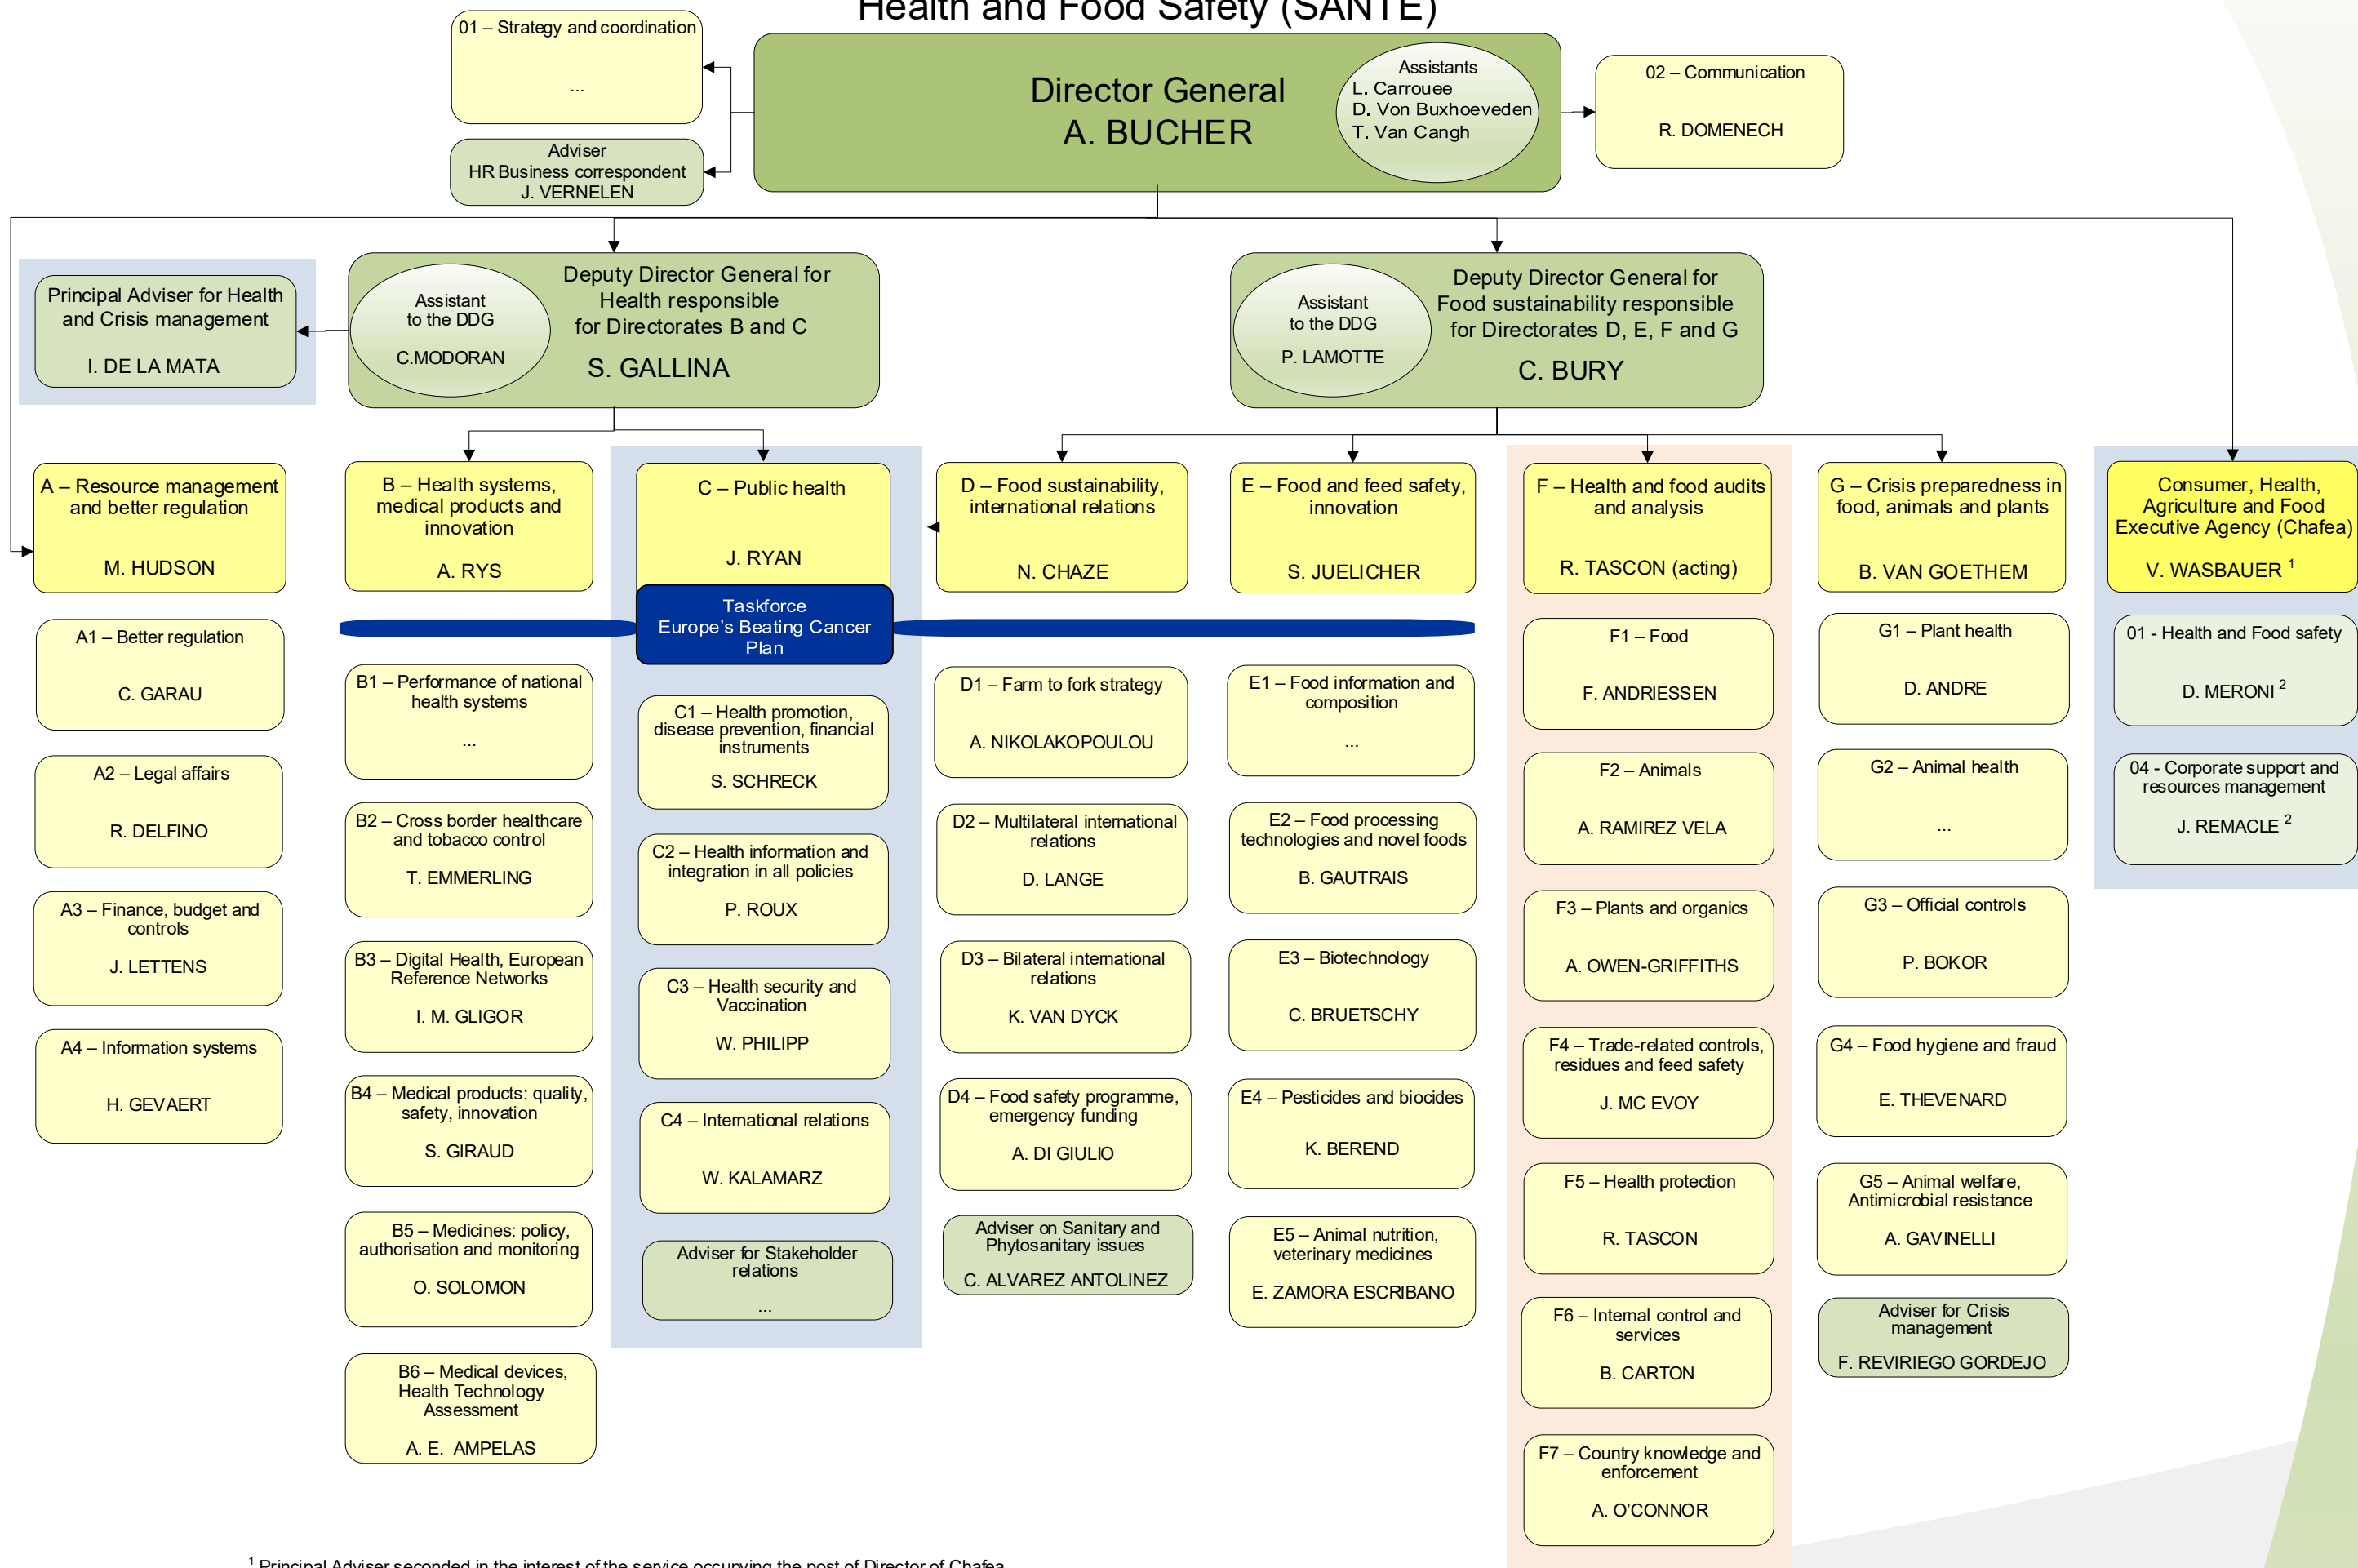 Health and Food Safety (SANTE)
01 – Strategy and coordination
...
Adviser
HR Business correspondent
J. VERNELEN
Director General
A. BUCHER
Assistants
L. Carrouee
D. Von Buxhoeveden
T. Van Cangh
02 – Communication
R. DOMENECH
Principal Adviser for Health
and Crisis management
I. DE LA MATA
Assistant
to the DDG
C.MODORAN
Deputy Director General for
Health responsible
for Directorates B and C
S. GALLINA
Assistant
to the DDG
P. LAMOTTE
Deputy Director General for
Food sustainability responsible
for Directorates D, E, F and G
C. BURY
A – Resource management
and better regulation
M. HUDSON
A1 – Better regulation
C. GARAU
A2 – Legal affairs
R. DELFINO
A3 – Finance, budget and
controls
J. LETTENS
A4 – Information systems
H. GEVAERT
B – Health systems,
medical products and
innovation
A. RYS
B1 – Performance of national
health systems
...
B2 – Cross border healthcare
and tobacco control
T. EMMERLING
B3 – Digital Health, European
Reference Networks
I. M. GLIGOR
B4 – Medical products: quality,
safety, innovation
S. GIRAUD
B5 – Medicines: policy,
authorisation and monitoring
O. SOLOMON
B6 – Medical devices,
Health Technology
Assessment
A. E. AMPELAS
C – Public health
J. RYAN
Taskforce
Europe’s Beating Cancer
Plan
C1 – Health promotion,
disease prevention, financial
instruments
S. SCHRECK
C2 – Health information and
integration in all policies
P. ROUX
C3 – Health security and
Vaccination
W. PHILIPP
C4 – International relations
W. KALAMARZ
Adviser for Stakeholder
relations
...
D – Food sustainability,
international relations
N. CHAZE
D1 – Farm to fork strategy
A. NIKOLAKOPOULOU
D2 – Multilateral international
relations
D. LANGE
D3 – Bilateral international
relations
K. VAN DYCK
D4 – Food safety programme,
emergency funding
A. DI GIULIO
Adviser on Sanitary and
Phytosanitary issues
C. ALVAREZ ANTOLINEZ
E – Food and feed safety,
innovation
S. JUELICHER
E1 – Food information and
composition
...
E2 – Food processing
technologies and novel foods
B. GAUTRAIS
E3 – Biotechnology
C. BRUETSCHY
E4 – Pesticides and biocides
K. BEREND
E5 – Animal nutrition,
veterinary medicines
E. ZAMORA ESCRIBANO
F – Health and food audits
and analysis
R. TASCON (acting)
F1 – Food
F. ANDRIESSEN
F2 – Animals
A. RAMIREZ VELA
F3 – Plants and organics
A. OWEN-GRIFFITHS
F4 – Trade-related controls,
residues and feed safety
J. MC EVOY
F5 – Health protection
R. TASCON
F6 – Internal control and
services
B. CARTON
F7 – Country knowledge and
enforcement
A. O’CONNOR
G – Crisis preparedness in
food, animals and plants
B. VAN GOETHEM
G1 – Plant health
D. ANDRE
G2 – Animal health
...
G3 – Official controls
P. BOKOR
G4 – Food hygiene and fraud
E. THEVENARD
G5 – Animal welfare,
Antimicrobial resistance
A. GAVINELLI
Adviser for Crisis
management
F. REVIRIEGO GORDEJO
Consumer, Health,
Agriculture and Food
Executive Agency (Chafea)
V. WASBAUER 1
01 - Health and Food safety
D. MERONI 2
04 - Corporate support and
resources management
J. REMACLE 2
1 Principal Adviser seconded in the interest of the service occupying the post of Director of Chafea